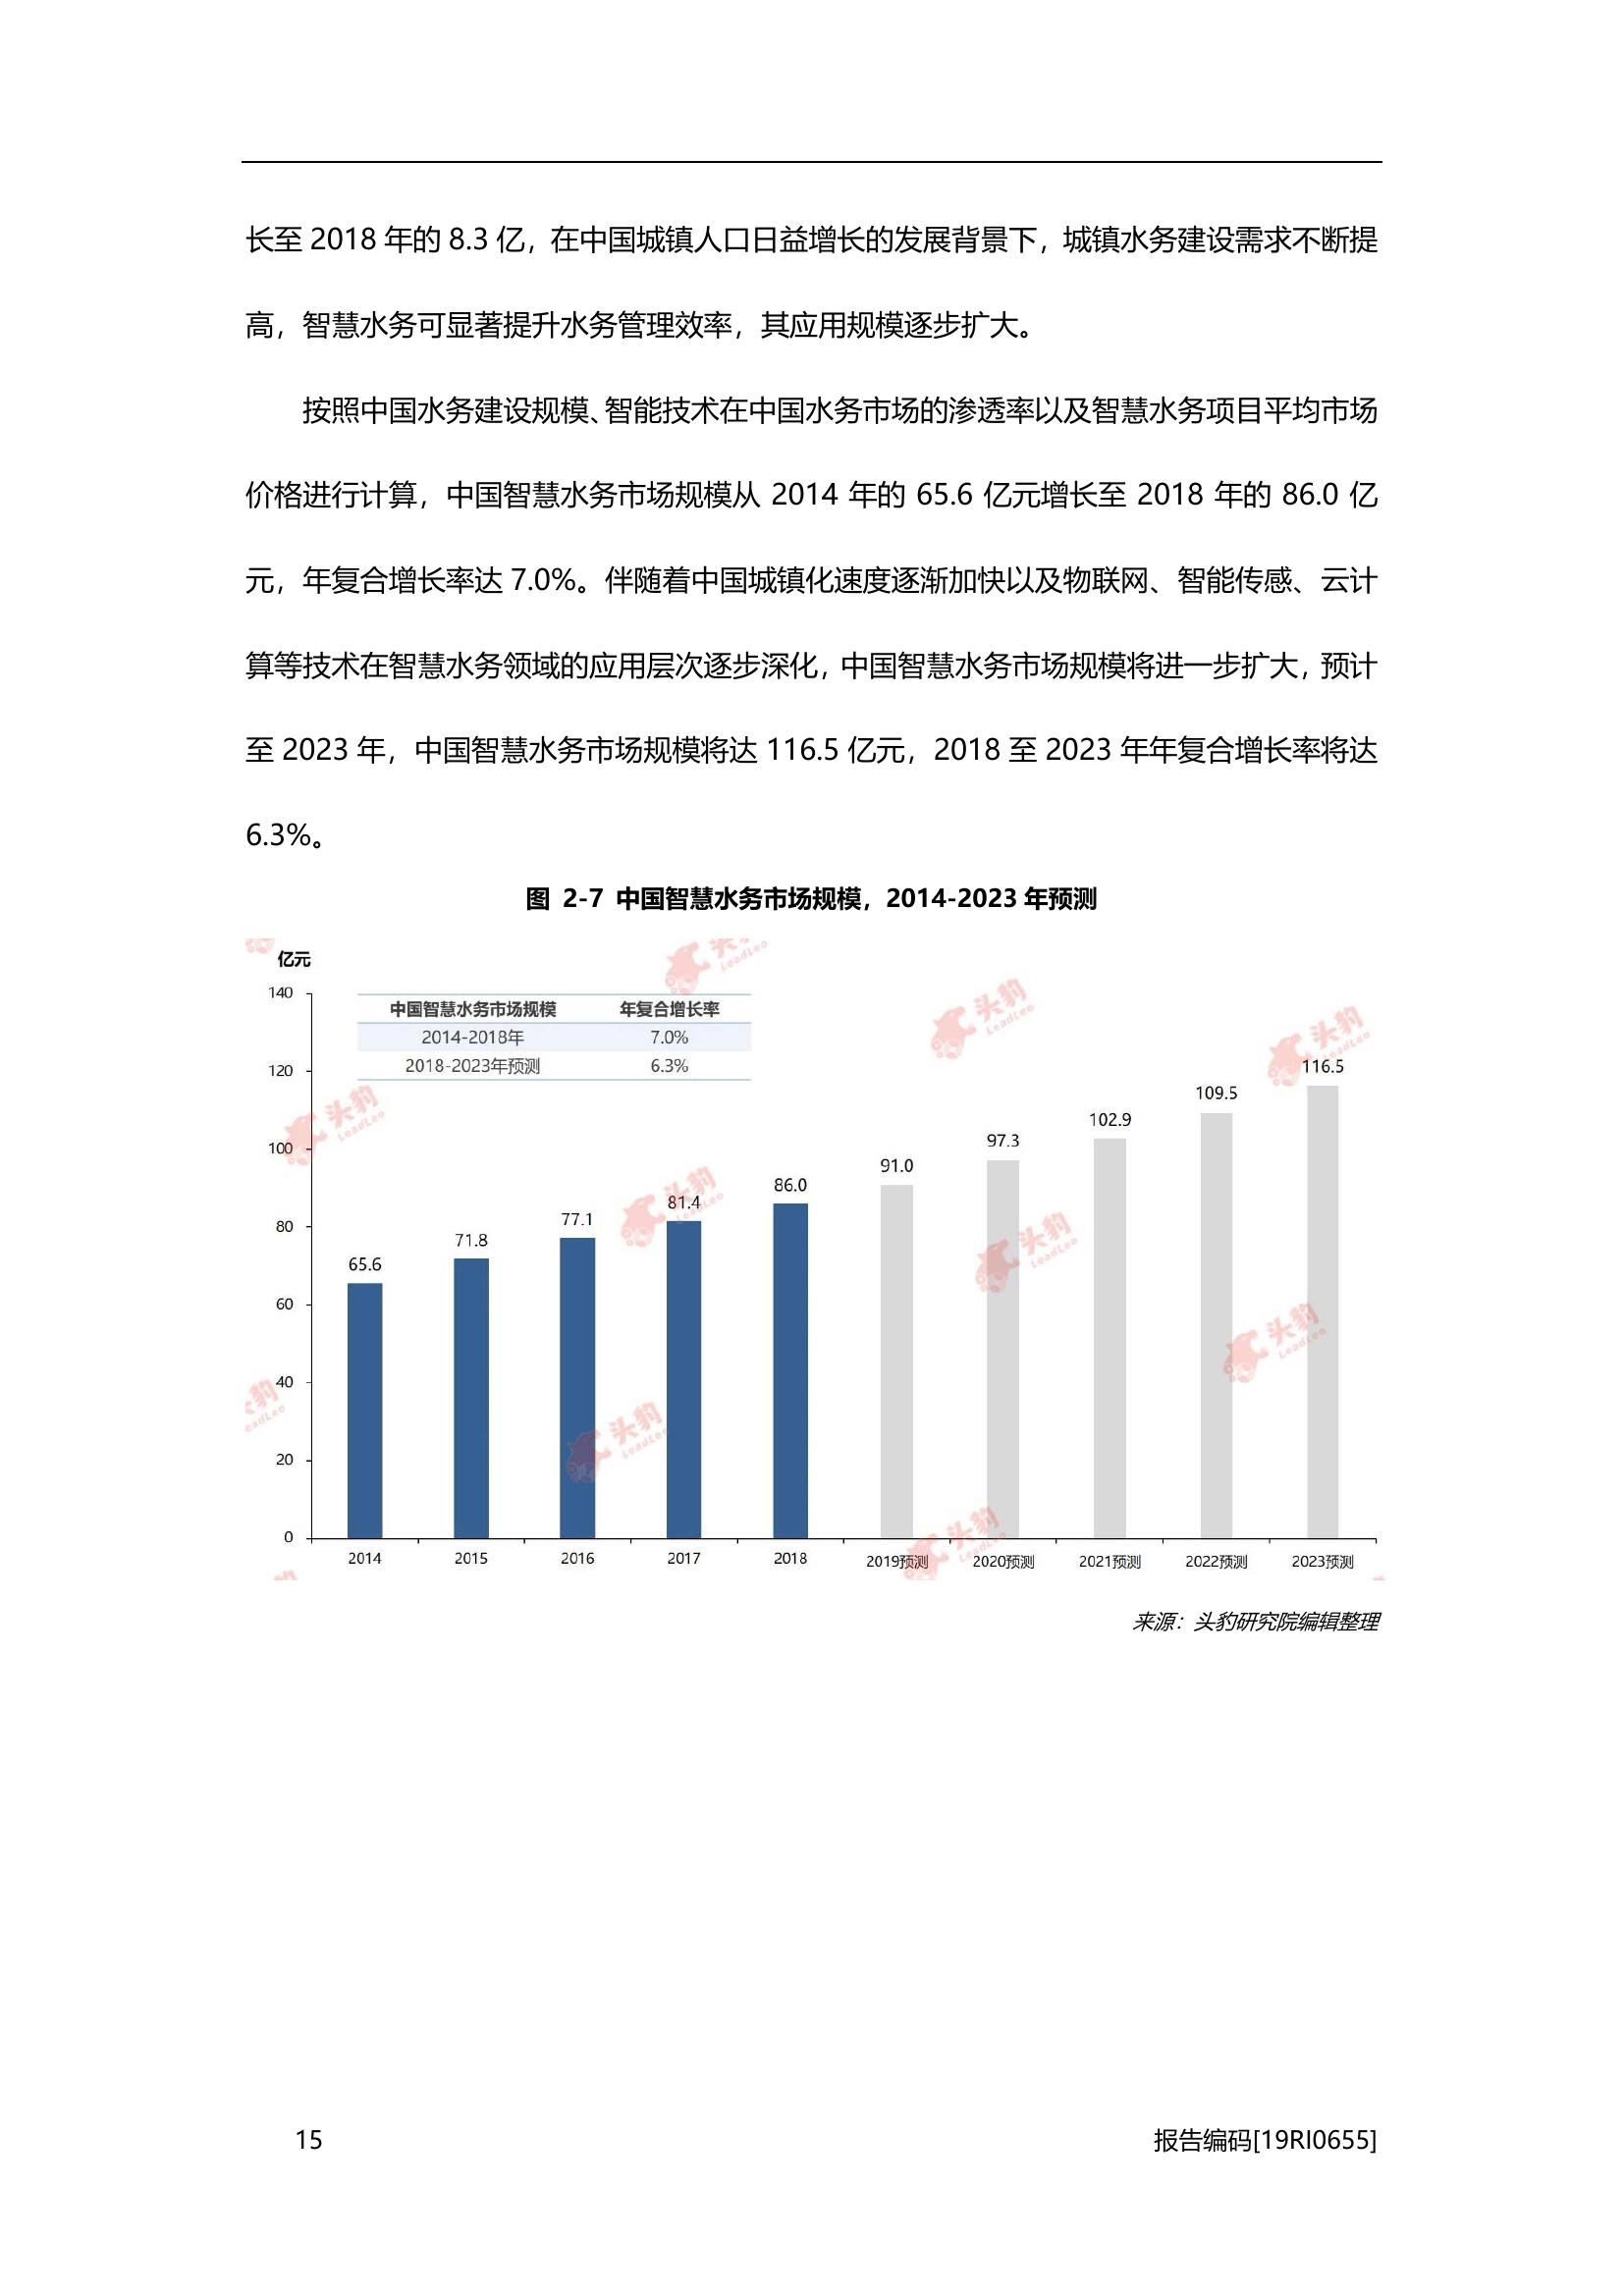 长至 2018 年的 8.3 亿，在中国城镇人口日益增长的发展背景下，城镇水务建设需求不断提
高，智慧水务可显著提升水务管理效率，其应用规模逐步扩大。
按照中国水务建设规模、智能技术在中国水务市场的渗透率以及智慧水务项目平均市场
价格进行计算，中国智慧水务市场规模从 2014 年的 65.6 亿元增长至 2018 年的 86.0 亿
元，年复合增长率达 7.0%。伴随着中国城镇化速度逐渐加快以及物联网、智能传感、云计
算等技术在智慧水务领域的应用层次逐步深化，中国智慧水务市场规模将进一步扩大，预计
至 2023 年，中国智慧水务市场规模将达 116.5 亿元，2018 至 2023 年年复合增长率将达
6.3%。
图 2-7 中国智慧水务市场规模，2014-2023 年预测
亿元
中国智慧水务市场规模 年复合增长率
2014-2018年 7.0%
2018-2023年预测 6.3%
140
120
100
80
60
40
20
0
65.6
71.8
77.1
81.4
86.0
91.0
97.3
102.9
109.5
116.5
2014 2015 2016 2017 2018 2019预测 2020预测 2021预测 2022预测 2023预测
头豹
LeadLeo
来源：头豹研究院编辑整理
15 报告编码[19RI0655]